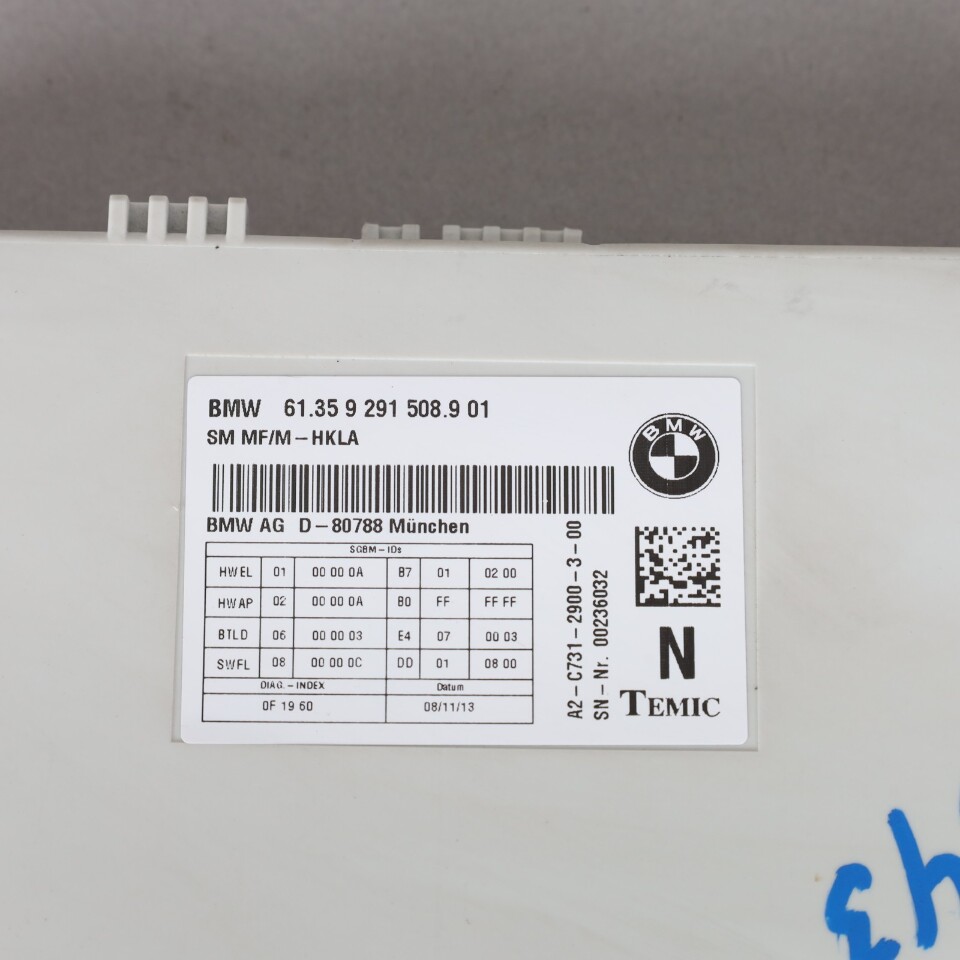 BMW 61.35 9 291 508.9 01
SM MF/M-HKLA
BMW
BMW AG D-80788 München
SGBM-IDs
HWEL 01 00 00 0A B7 01 02 00
HWAP 02 00 00 0A B0 FF FF FF
BTLD 06 00 00 03 E4 07 00 03
SWFL 08 00 00 0C DD 01 08 00
DIAG.-INDEX Datum
0F 19 60 08/11/13
A2-C731-2900-3-00
SN-Nr. 00236032
N
TEMIC
43